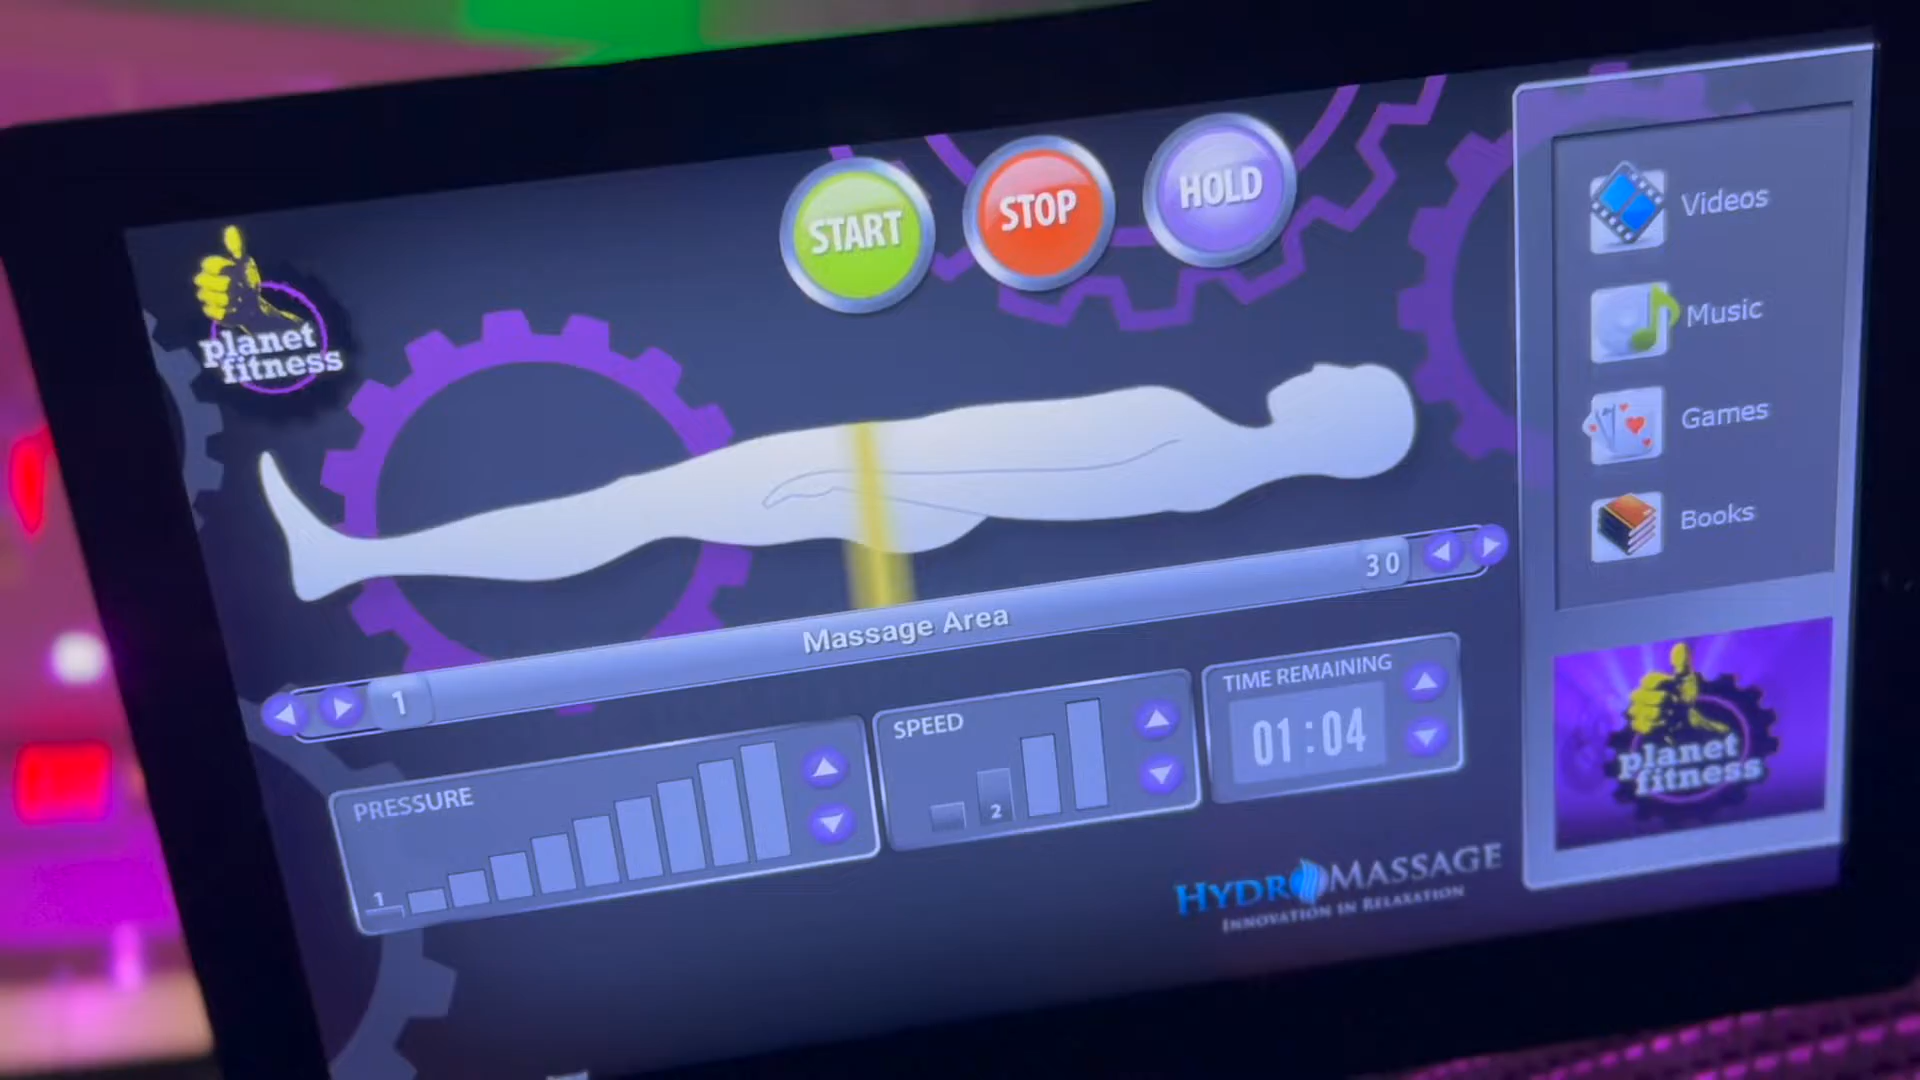 START
STOP
HOLD
planet
fitness
Videos
Music
Games
Books
30
Massage Area
1
PRESSURE
1
SPEED
2
TIME REMAINING
01:04
HYDROMASSAGE
INNOVATION IN RELAXATION
planet
fitness